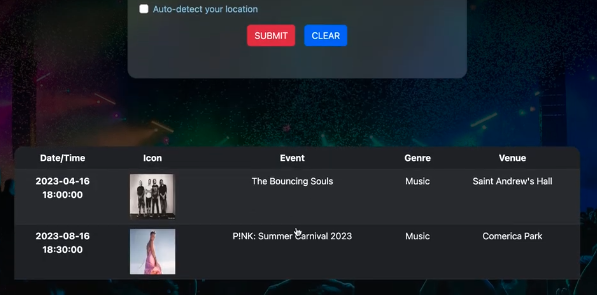 Auto-detect your location
SUBMIT CLEAR
Date/Time Icon Event Genre Venue
2023-04-16 The Bouncing Souls Music Saint Andrew's Hall
18:00:00
2023-08-16 P!NK: Summer Carnival 2023 Music Comerica Park
18:30:00